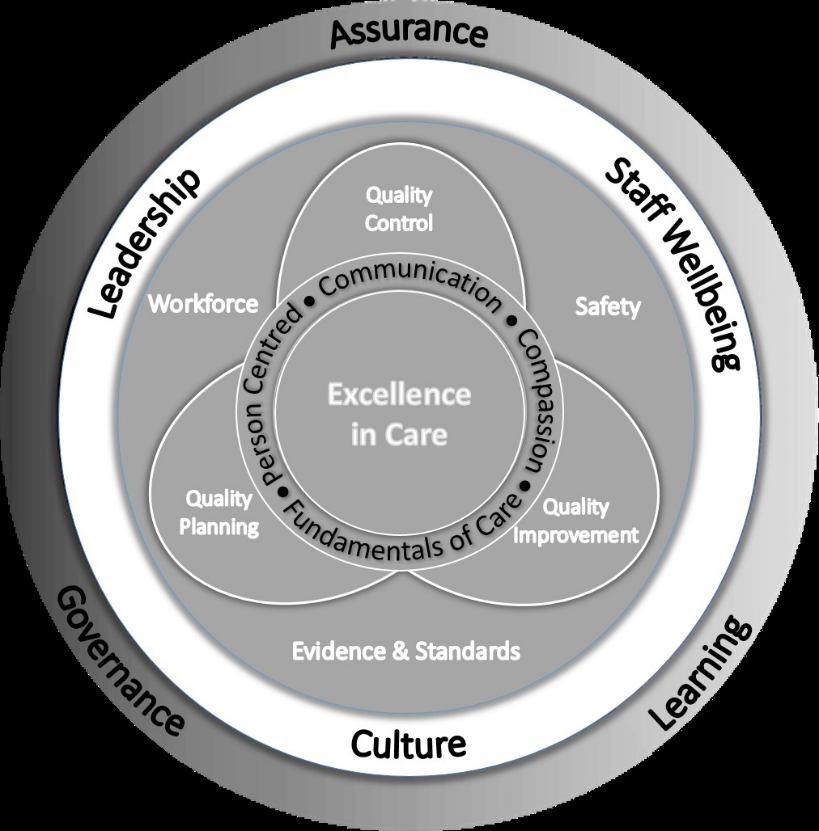 Assurance
Leadership
Staff Wellbeing
Quality
Control
Workforce
Safety
Person Centred • Communication • Compassion • Fundamentals of Care •
Excellence
in Care
Quality
Planning
Quality
Improvement
Evidence & Standards
Governance
Learning
Culture